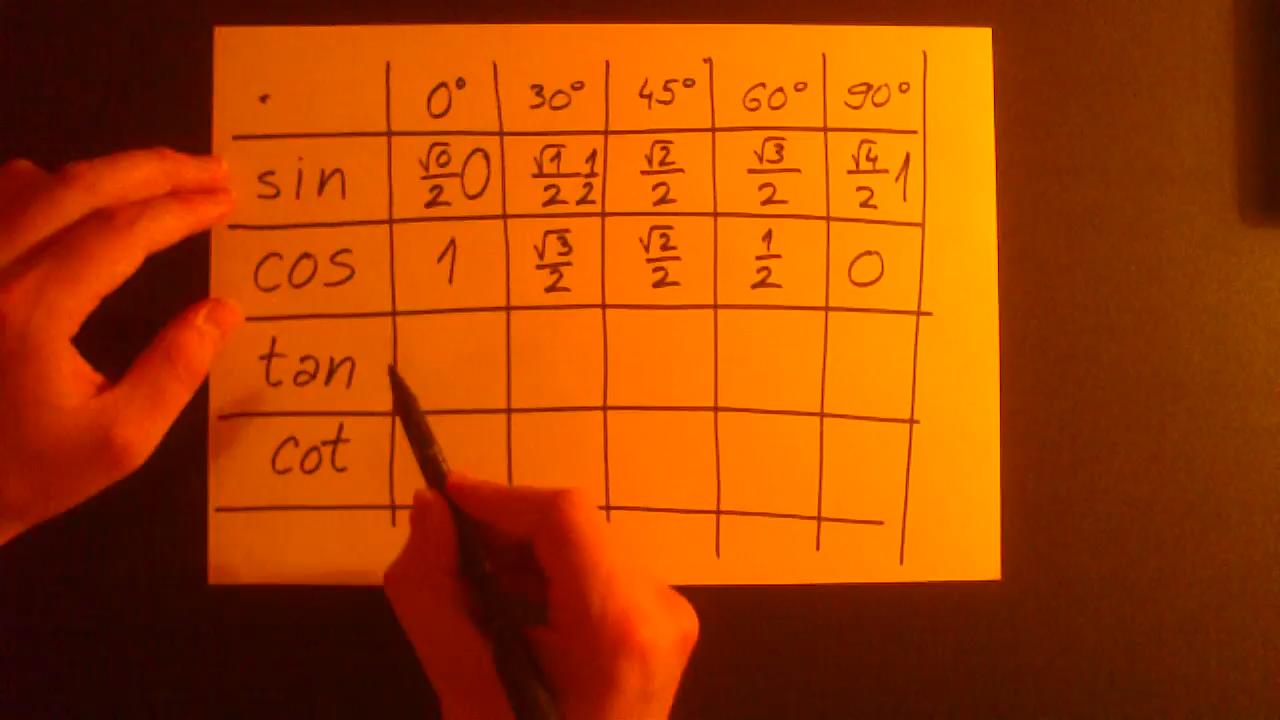 0° 30° 45° 60° 90°
sin √0/2 0 √1/2 1/2 √2/2 √3/2 √4/2 1
cos 1 √3/2 √2/2 1/2 0
tan
cot